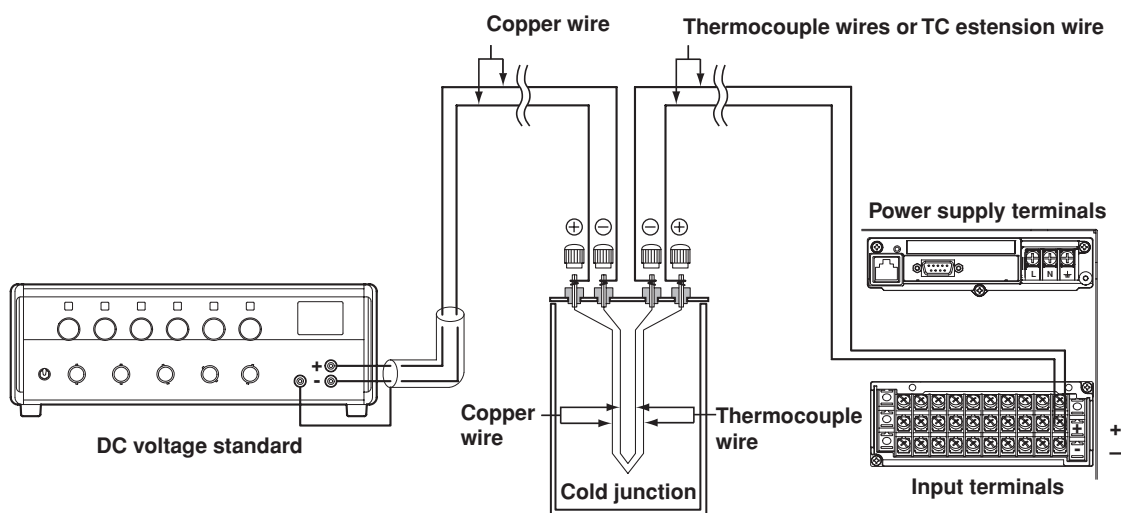 Copper wire
Thermocouple wires or TC estension wire
Power supply terminals
L N
+ − − +
+
-
DC voltage standard
Copper
wire
Thermocouple
wire
Cold junction
+
-
+
−
Input terminals